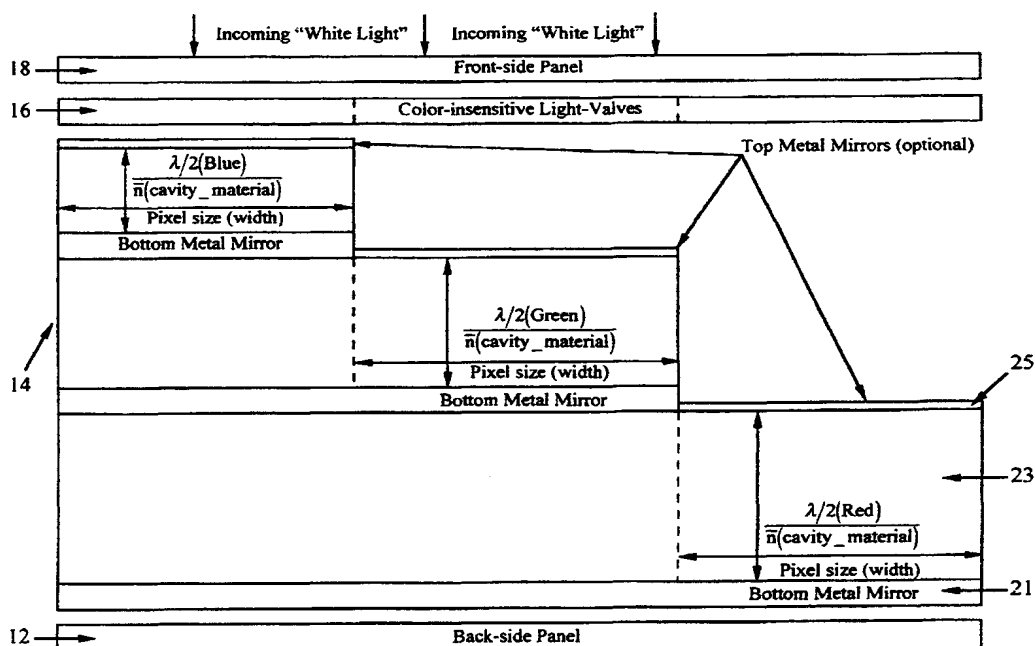 Incoming “White Light”
Incoming “White Light”
18
Front-side Panel
16
Color-insensitive Light-Valves
Top Metal Mirrors (optional)
λ/2(Blue)
n̅(cavity_material)
Pixel size (width)
Bottom Metal Mirror
14
λ/2(Green)
n̅(cavity_material)
Pixel size (width)
Bottom Metal Mirror
25
23
λ/2(Red)
n̅(cavity_material)
Pixel size (width)
Bottom Metal Mirror
21
12
Back-side Panel